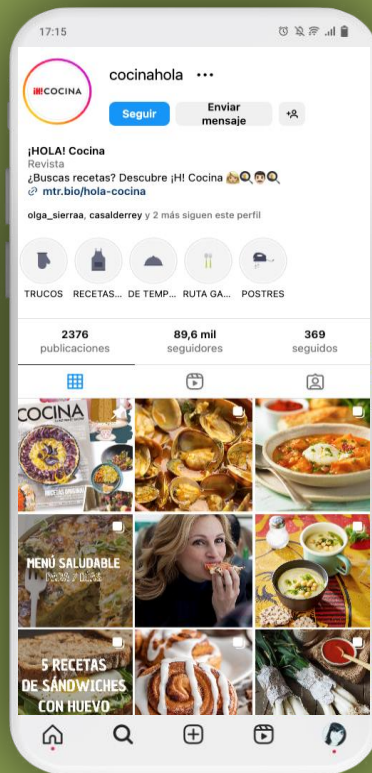 17:15
¡H! COCINA
cocinahola
Seguir
Enviar
mensaje
¡HOLA! Cocina
Revista
¿Buscas recetas? Descubre ¡H! Cocina
mtr.bio/hola-cocina
olga_sierraa, casalderrey y 2 más siguen este perfil
TRUCOS
RECETAS...
DE TEMP...
RUTA GA...
POSTRES
2376
publicaciones
89,6 mil
seguidores
369
seguidos
COCINA
MENÚ SALUDABLE
5 RECETAS
DE SÁNDWICHES
CON HUEVO